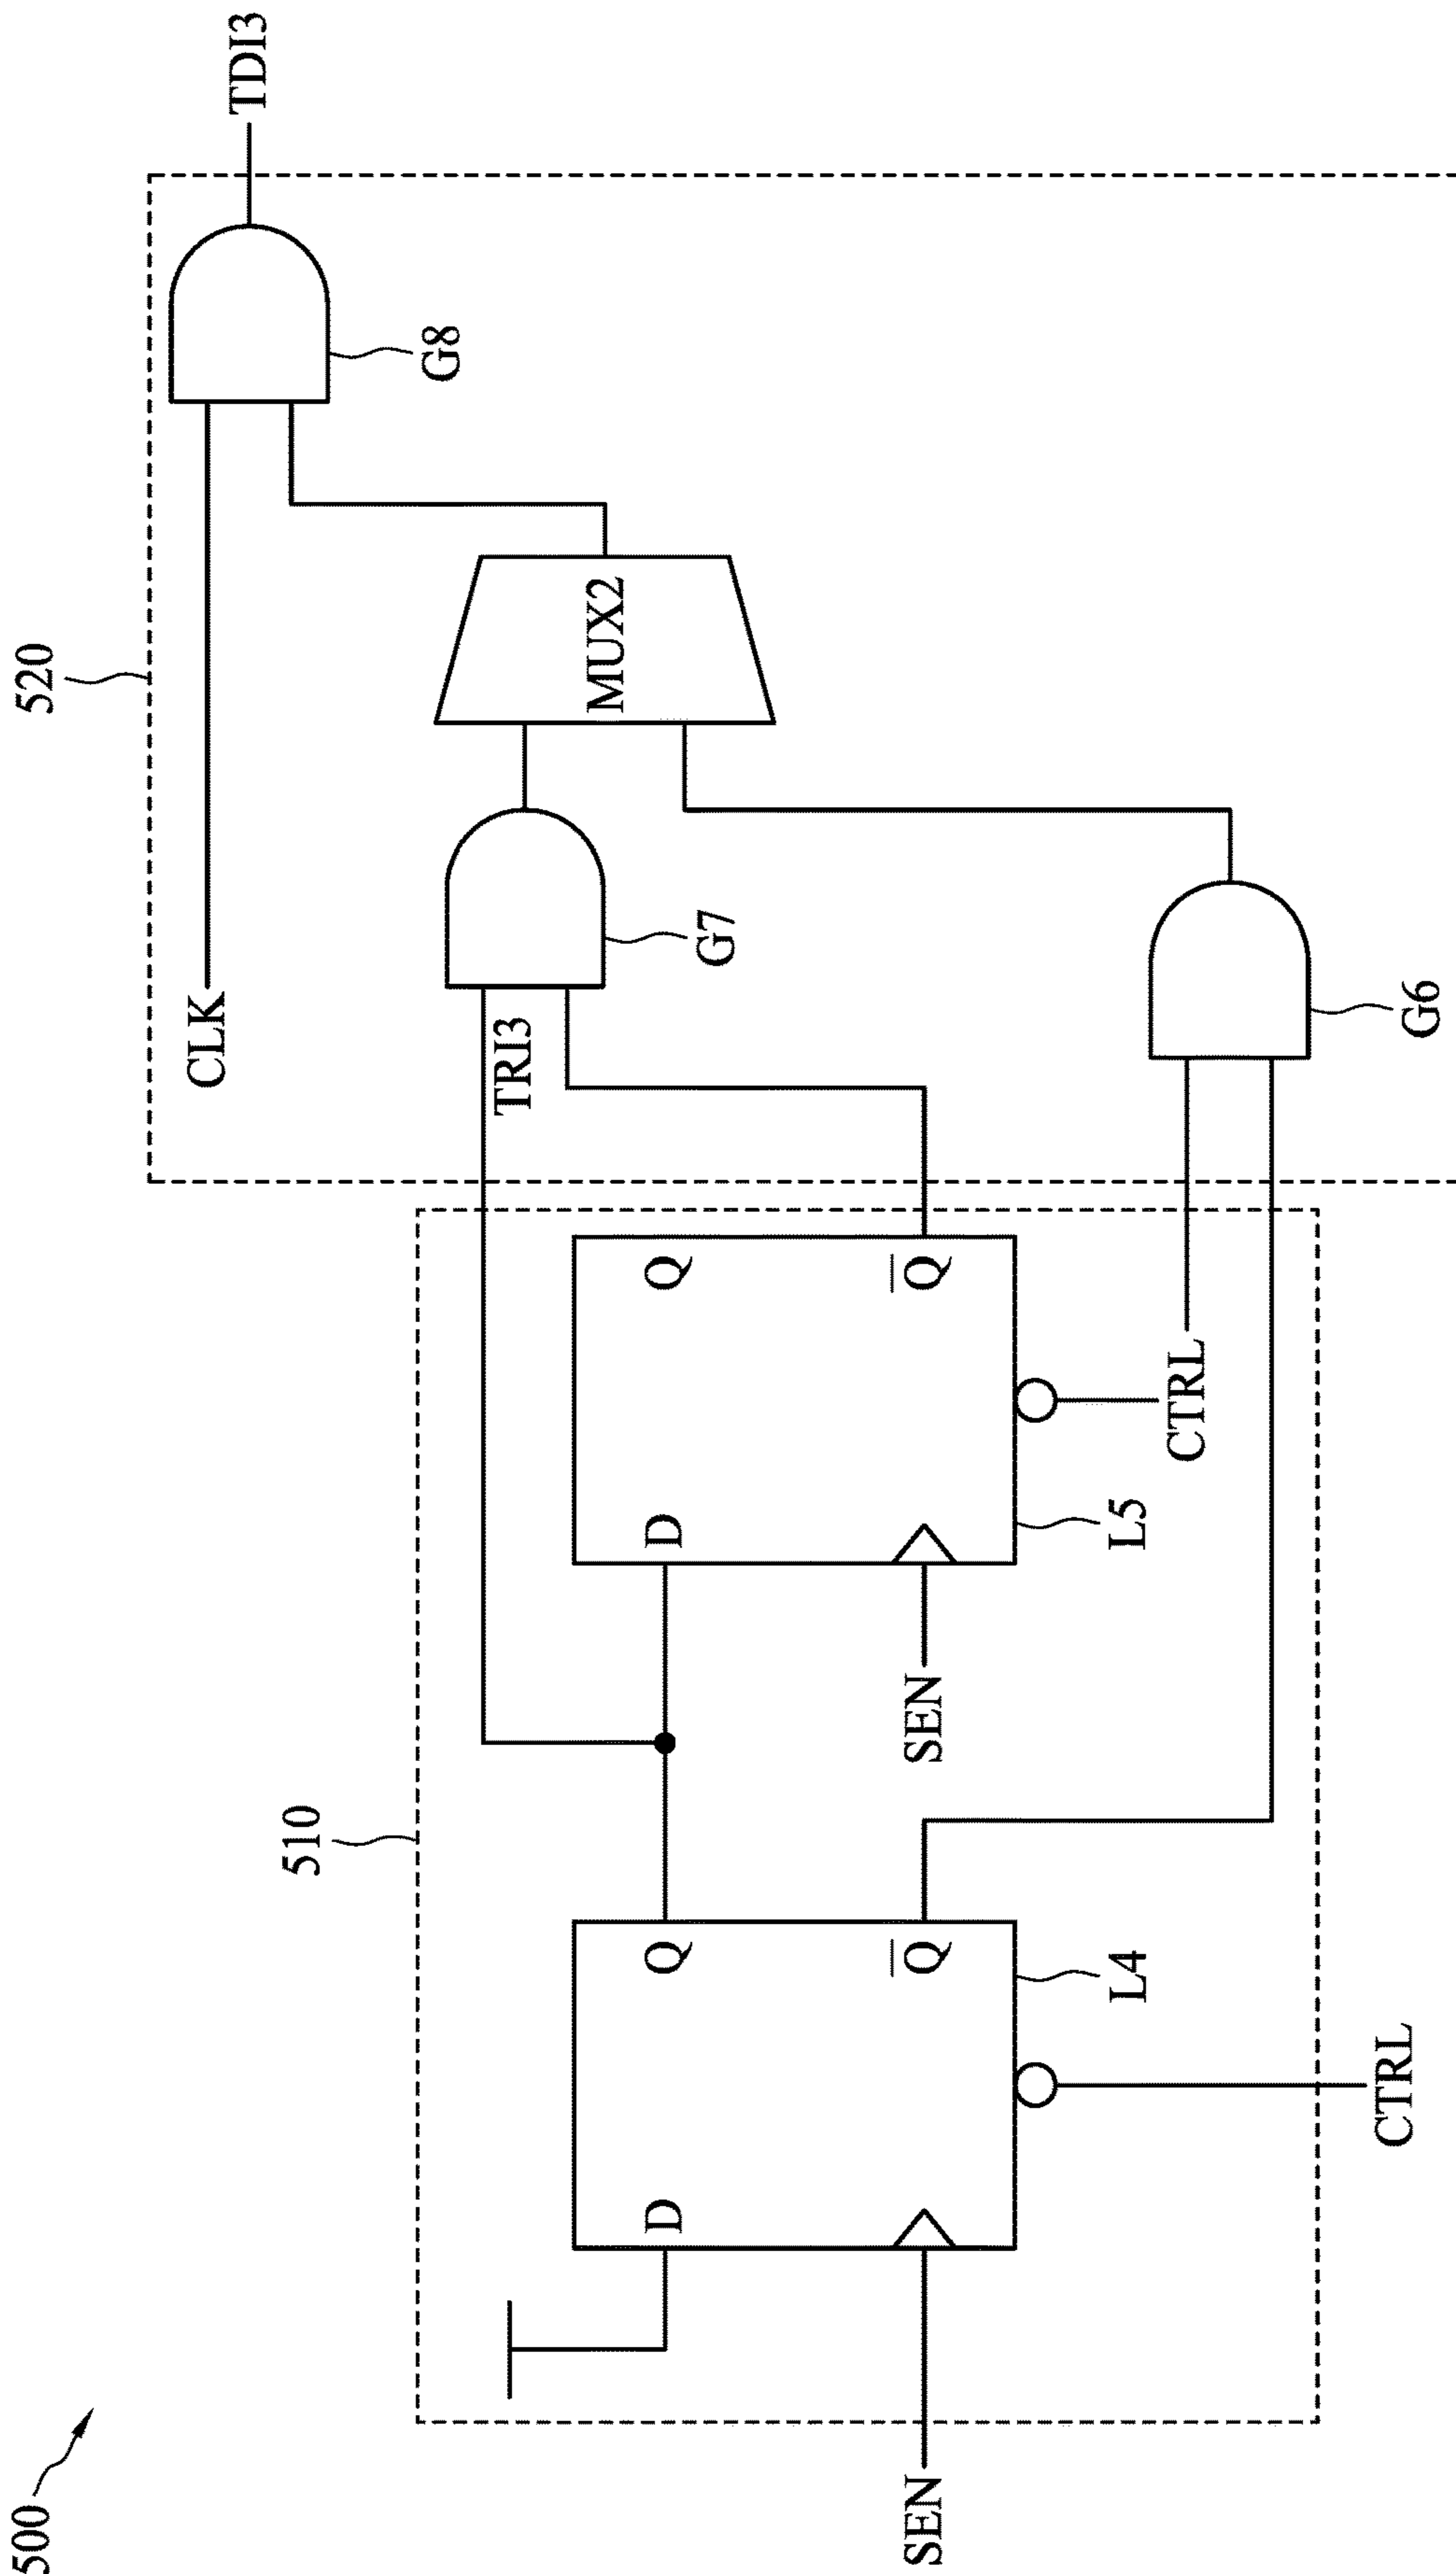 500
510
520
SEN
D
Q
Q
L4
CTRL
SEN
D
Q
Q
L5
CTRL
TRI3
CLK
G7
G6
MUX2
G8
TDI3